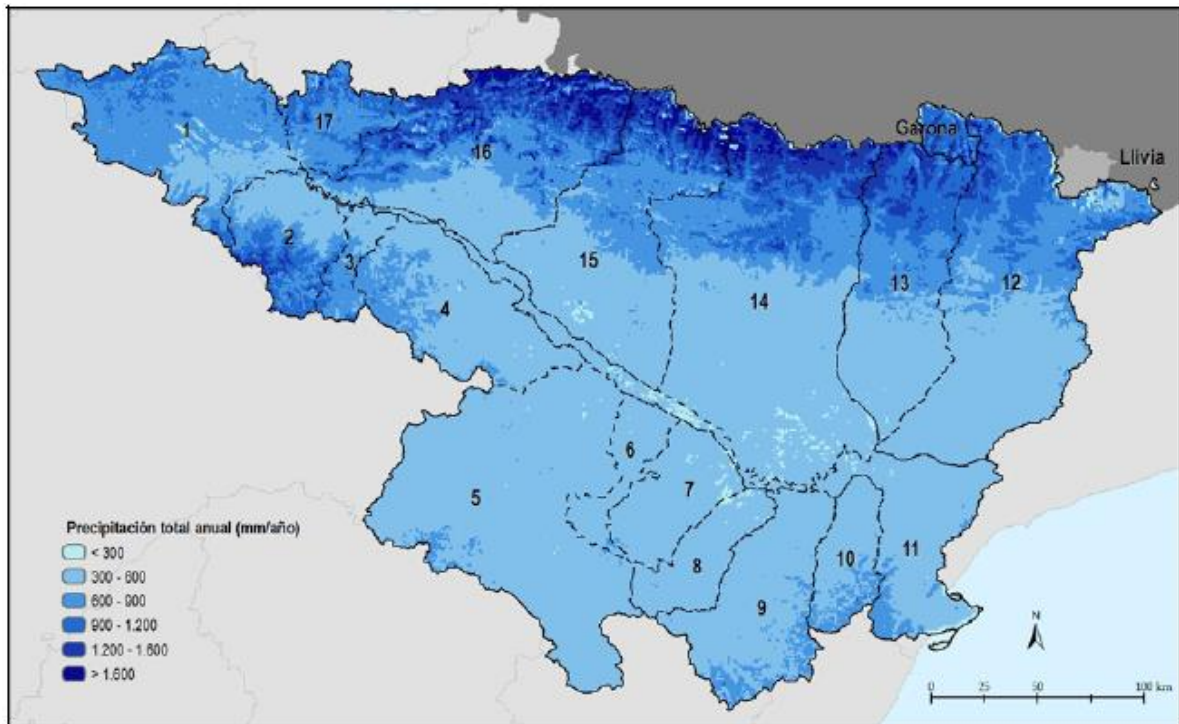 Garona
Llivia
1
17
16
2
3
15
13
12
4
14
6
7
5
8
10
11
9
Precipitación total anual (mm/año)
< 300
300 - 600
600 - 900
900 - 1.200
1.200 - 1.600
> 1.600
N
0 25 50 100 km